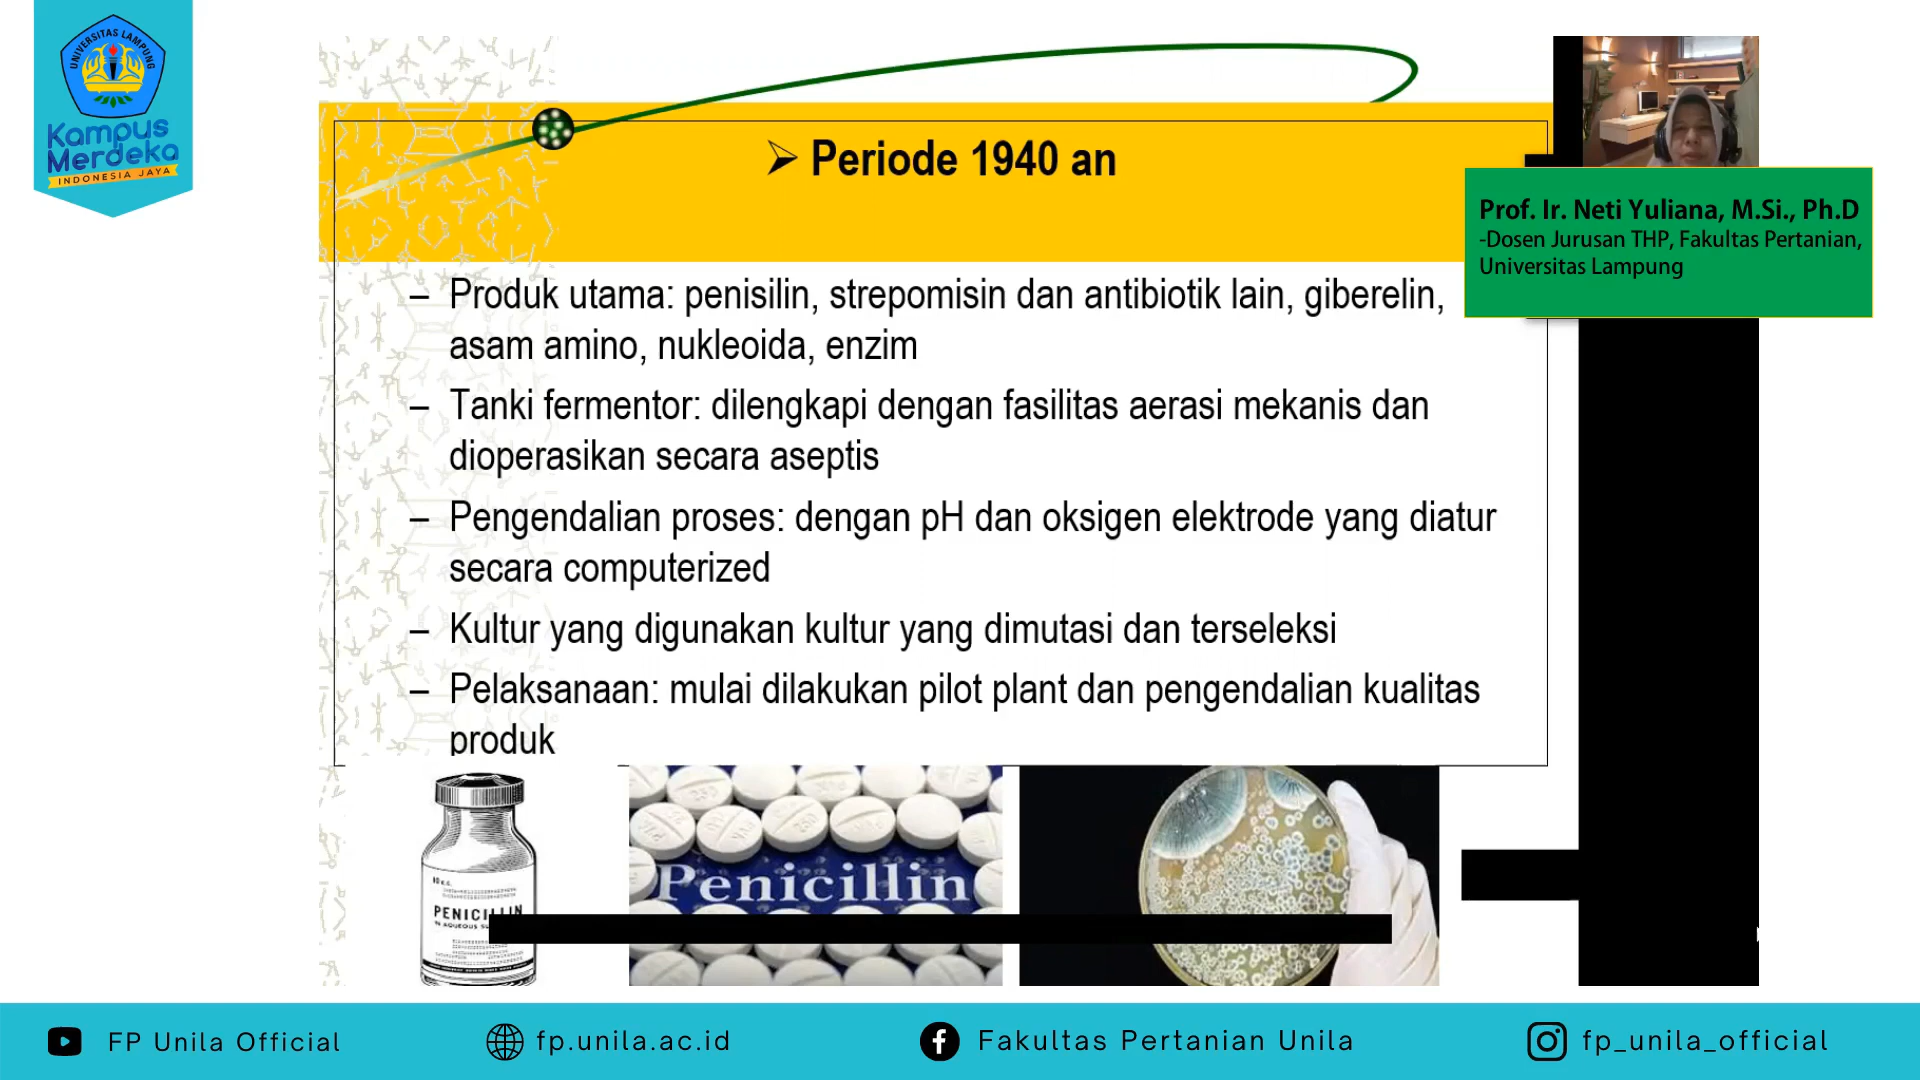 UNIVERSITAS LAMPUNG
Kampus
Merdeka
INDONESIA JAYA
➢ Periode 1940 an
Prof. Ir. Neti Yuliana, M.Si., Ph.D
-Dosen Jurusan THP, Fakultas Pertanian,
Universitas Lampung
– Produk utama: penisilin, strepomisin dan antibiotik lain, giberelin,
asam amino, nukleoida, enzim
– Tanki fermentor: dilengkapi dengan fasilitas aerasi mekanis dan
dioperasikan secara aseptis
– Pengendalian proses: dengan pH dan oksigen elektrode yang diatur
secara computerized
– Kultur yang digunakan kultur yang dimutasi dan terseleksi
– Pelaksanaan: mulai dilakukan pilot plant dan pengendalian kualitas
produk
PENICILLIN
Penicillin
FP Unila Official
fp.unila.ac.id
Fakultas Pertanian Unila
fp_unila_official